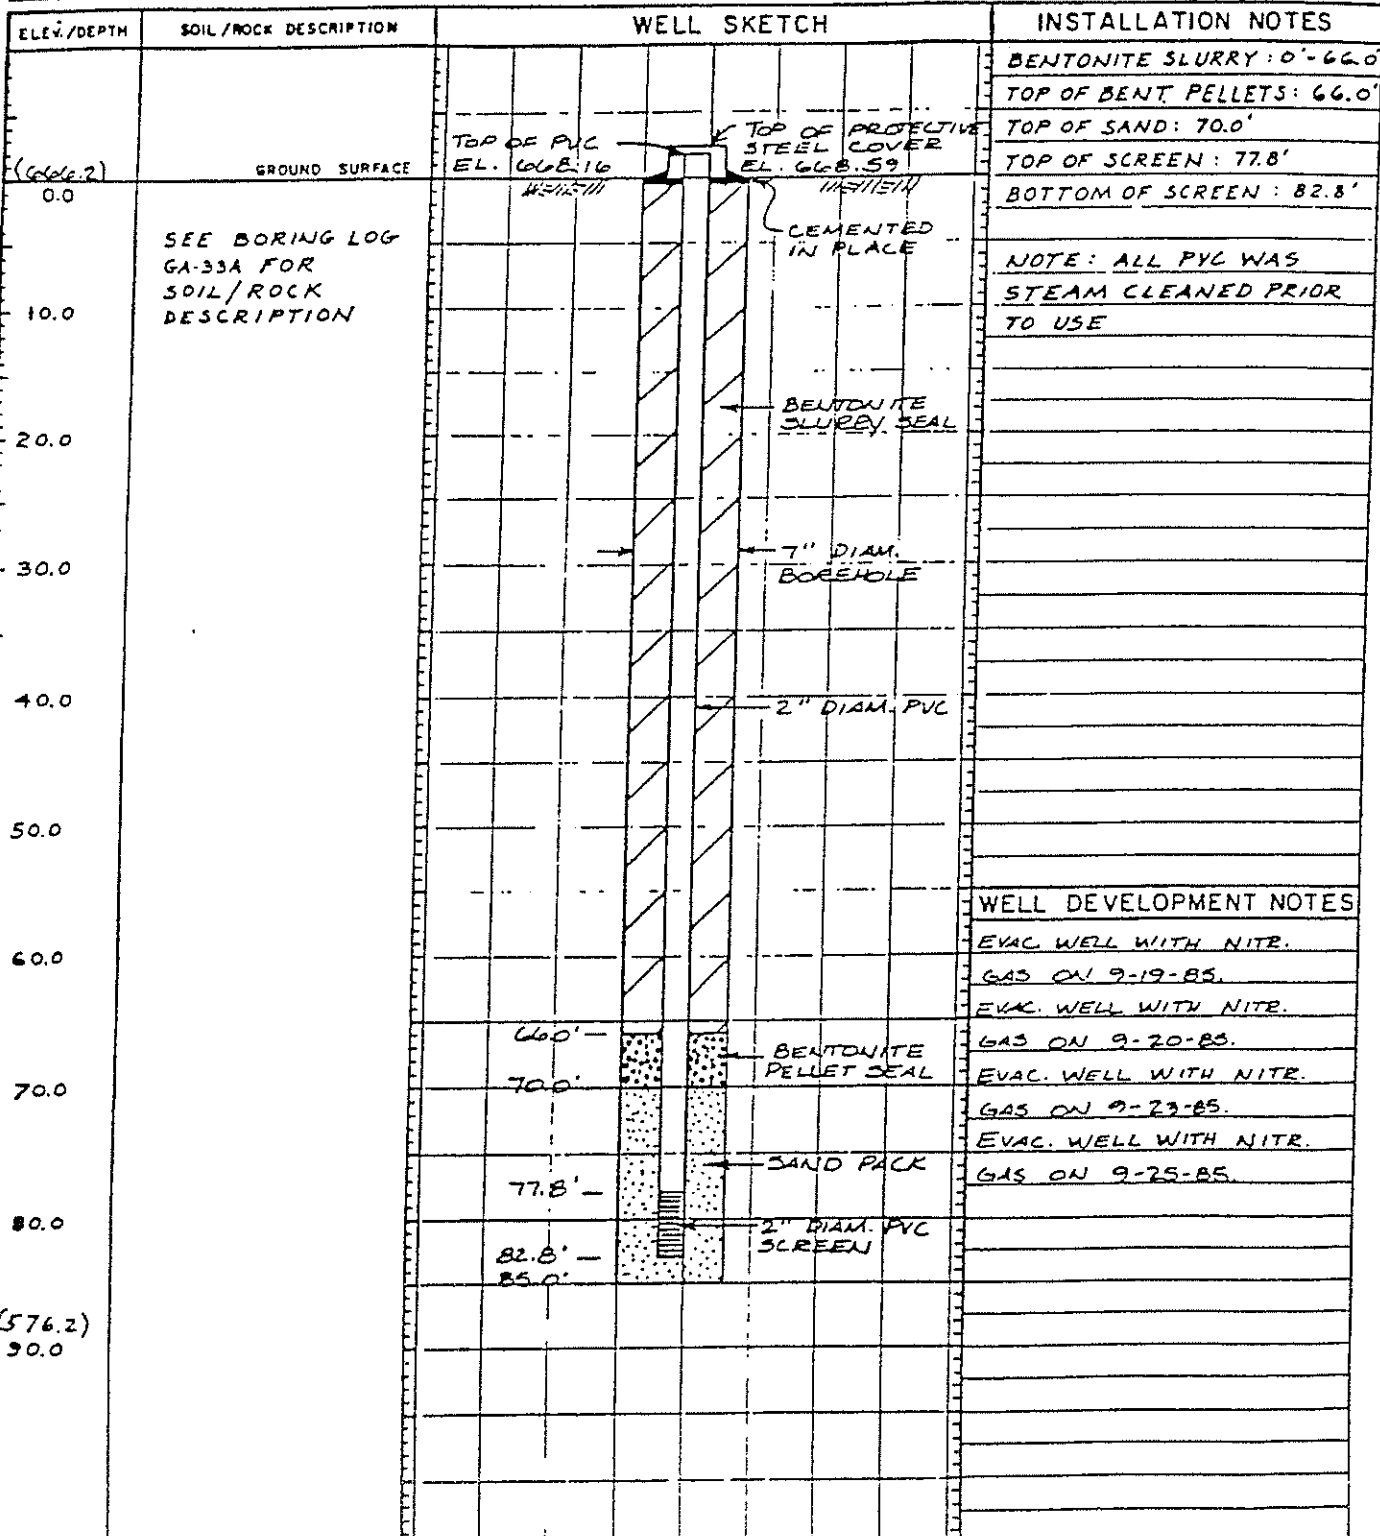 ELEV./DEPTH
SOIL/ROCK DESCRIPTION
WELL SKETCH
INSTALLATION NOTES
BENTONITE SLURRY: 0'-66.0'
TOP OF BENT. PELLETS: 66.0'
TOP OF SAND: 70.0'
TOP OF SCREEN: 77.8'
BOTTOM OF SCREEN: 82.8'
NOTE: ALL PVC WAS
STEAM CLEANED PRIOR
TO USE
TOP OF PVC
EL. 668.16
TOP OF PROTECTIVE
STEEL COVER
EL. 668.59
(666.2)
GROUND SURFACE
0.0
CEMENTED
IN PLACE
SEE BORING LOG
GA-33A FOR
SOIL/ROCK
DESCRIPTION
10.0
BENTONITE
SLURRY SEAL
20.0
7" DIAM.
BOREHOLE
30.0
40.0
2" DIAM. PVC
50.0
WELL DEVELOPMENT NOTES
EVAC. WELL WITH NITR.
GAS ON 9-19-85.
EVAC. WELL WITH NITR.
GAS ON 9-20-85.
EVAC. WELL WITH NITR.
GAS ON 9-23-85.
EVAC. WELL WITH NITR.
GAS ON 9-25-85.
60.0
66.0'
BENTONITE
PELLET SEAL
70.0
70.0'
SAND PACK
77.8'
80.0
2" DIAM. PVC
SCREEN
82.8'
85.0'
(576.2)
90.0